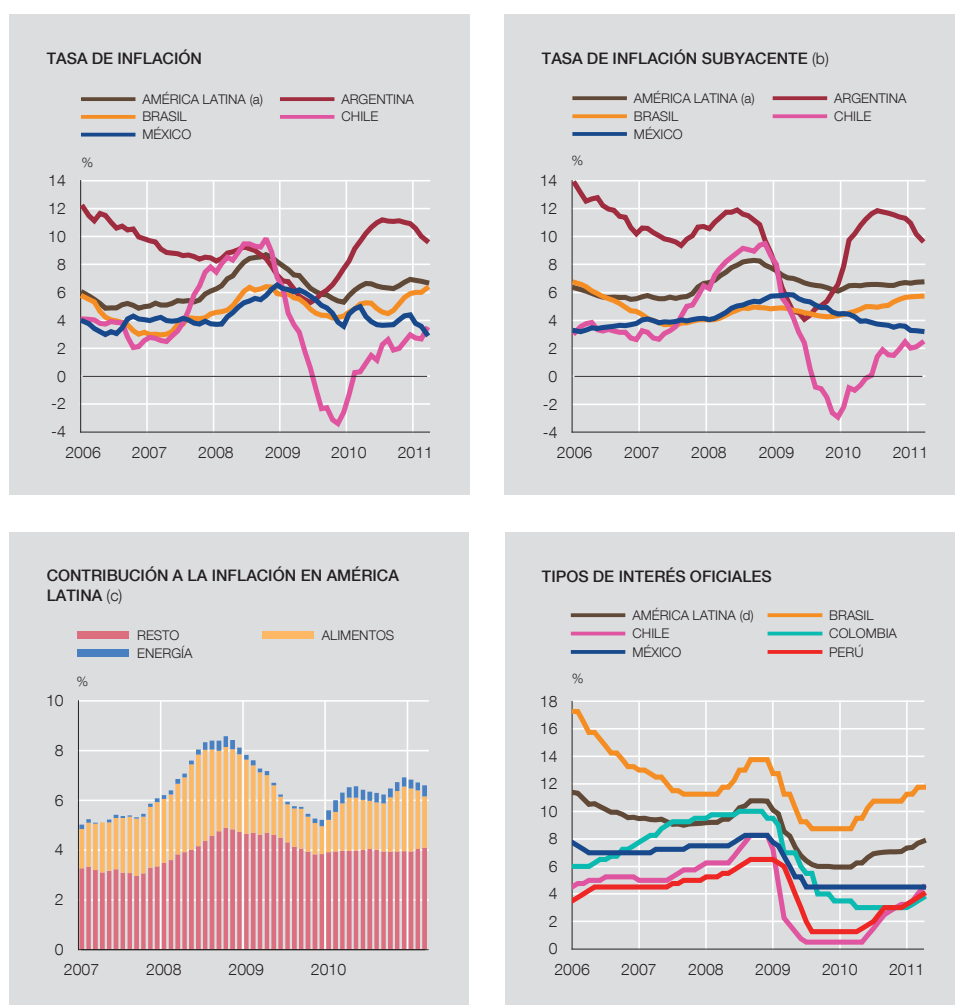 TASA DE INFLACIÓN
AMÉRICA LATINA (a) ARGENTINA
BRASIL CHILE
MÉXICO
%
14
12
10
8
6
4
2
0
-2
-4
2006 2007 2008 2009 2010 2011
TASA DE INFLACIÓN SUBYACENTE (b)
AMÉRICA LATINA (a) ARGENTINA
BRASIL CHILE
MÉXICO
%
14
12
10
8
6
4
2
0
-2
-4
2006 2007 2008 2009 2010 2011
CONTRIBUCIÓN A LA INFLACIÓN EN AMÉRICA
LATINA (c)
RESTO ALIMENTOS
ENERGÍA
%
10
8
6
4
2
0
2007 2008 2009 2010
TIPOS DE INTERÉS OFICIALES
AMÉRICA LATINA (d) BRASIL
CHILE COLOMBIA
MÉXICO PERÚ
%
18
16
14
12
10
8
6
4
2
0
2006 2007 2008 2009 2010 2011